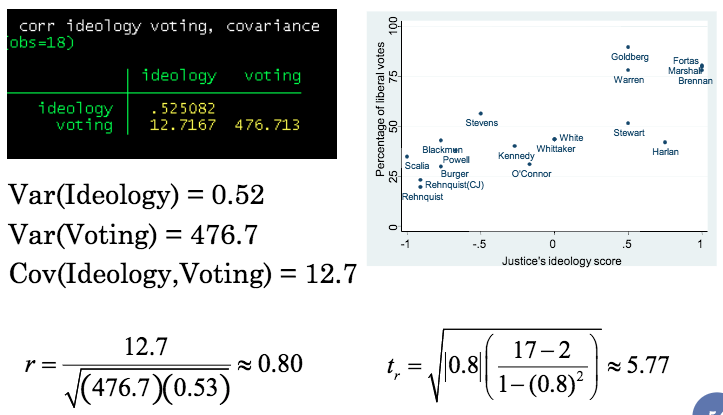 corr ideology voting, covariance
(obs=18)
ideology voting
ideology .525082
voting 12.7167 476.713
Var(Ideology) = 0.52
Var(Voting) = 476.7
Cov(Ideology,Voting) = 12.7
r = 12.7 / √(476.7)(0.53) ≈ 0.80
Percentage of liberal votes
100
75
50
25
0
Goldberg
Fortas
Marshall
Warren
Brennan
Stevens
Stewart
White
Whittaker
Harlan
Blackmun
Powell
Kennedy
Scalia
Burger
O'Connor
Rehnquist(CJ)
Rehnquist
-1 -.5 0 .5 1
Justice's ideology score
t_r = √|0.8| ( 17 − 2 / 1 − (0.8)² ) ≈ 5.77